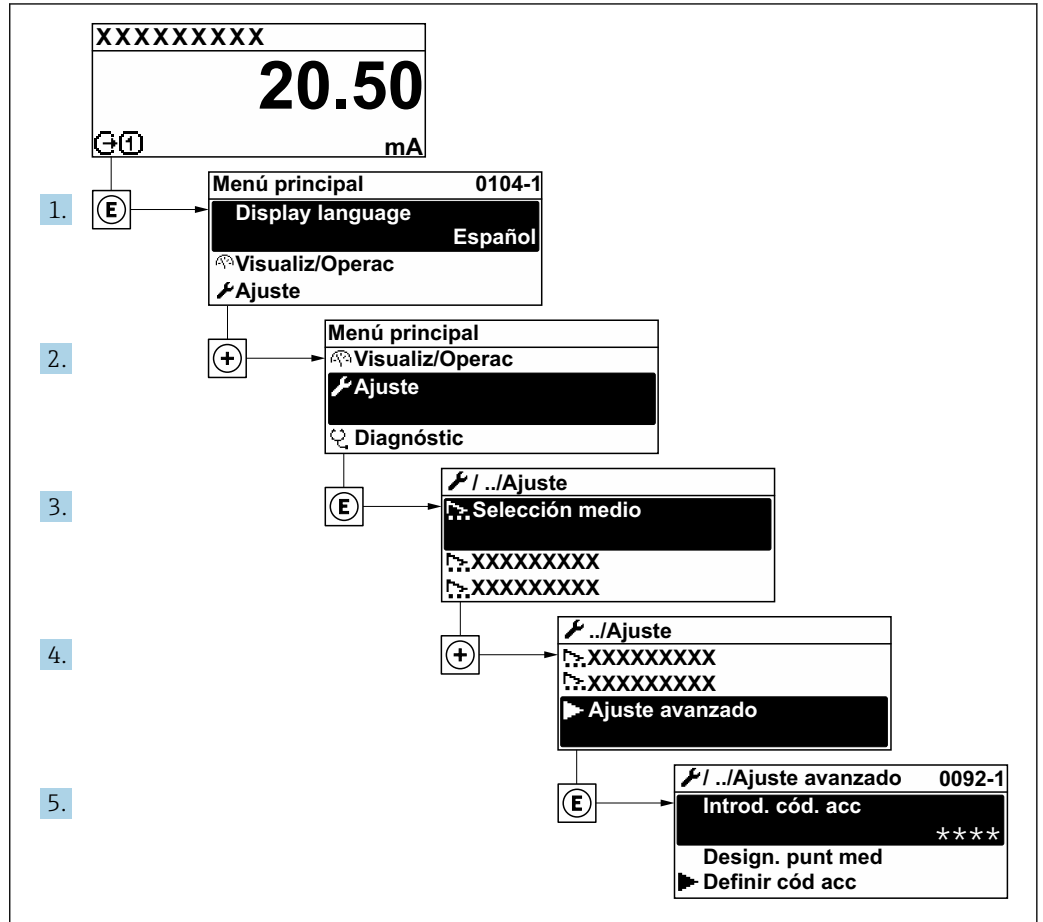 XXXXXXXXX
20.50
1
mA
1.
E
Menú principal 0104-1
Display language
Español
Visualiz/Operac
Ajuste
2.
+
Menú principal
Visualiz/Operac
Ajuste
Diagnóstic
3.
E
/ ../Ajuste
Selección medio
XXXXXXXXX
XXXXXXXXX
4.
+
../Ajuste
XXXXXXXXX
XXXXXXXXX
Ajuste avanzado
5.
E
/ ../Ajuste avanzado 0092-1
Introd. cód. acc
****
Design. punt med
Definir cód acc